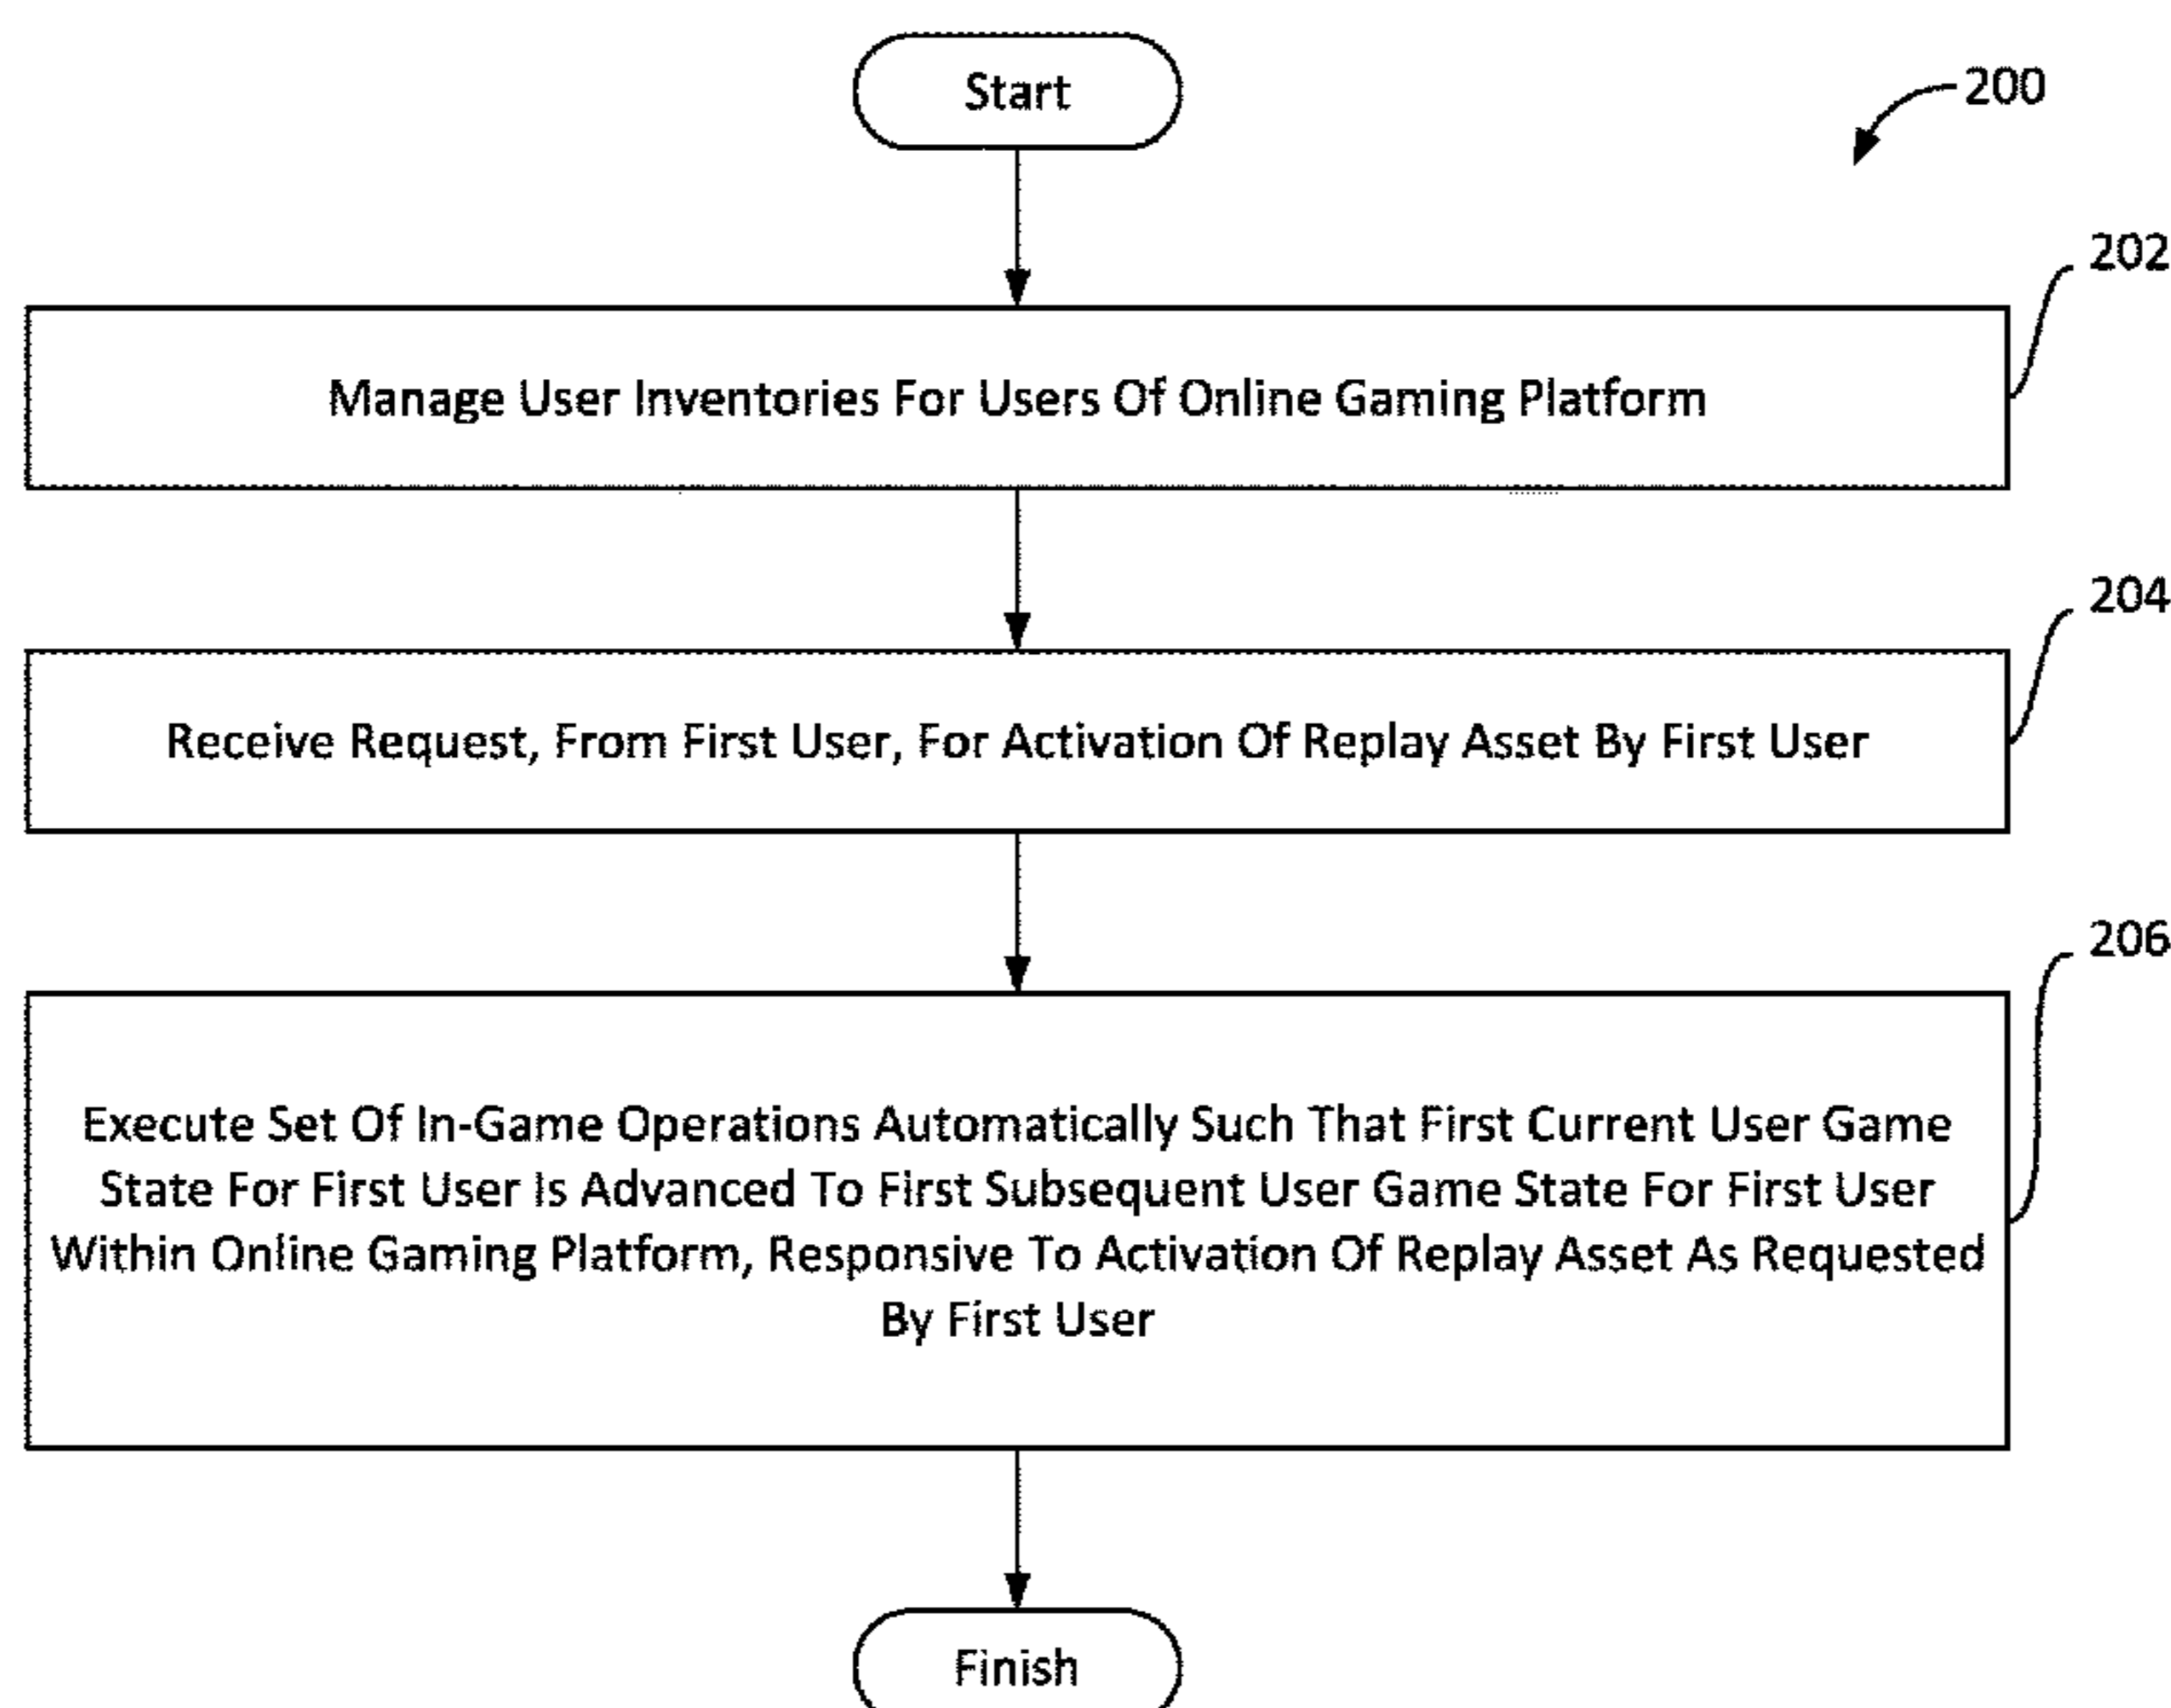 Start
200
202
Manage User Inventories For Users Of Online Gaming Platform
204
Receive Request, From First User, For Activation Of Replay Asset By First User
206
Execute Set Of In-Game Operations Automatically Such That First Current User Game
State For First User Is Advanced To First Subsequent User Game State For First User
Within Online Gaming Platform, Responsive To Activation Of Replay Asset As Requested
By First User
Finish